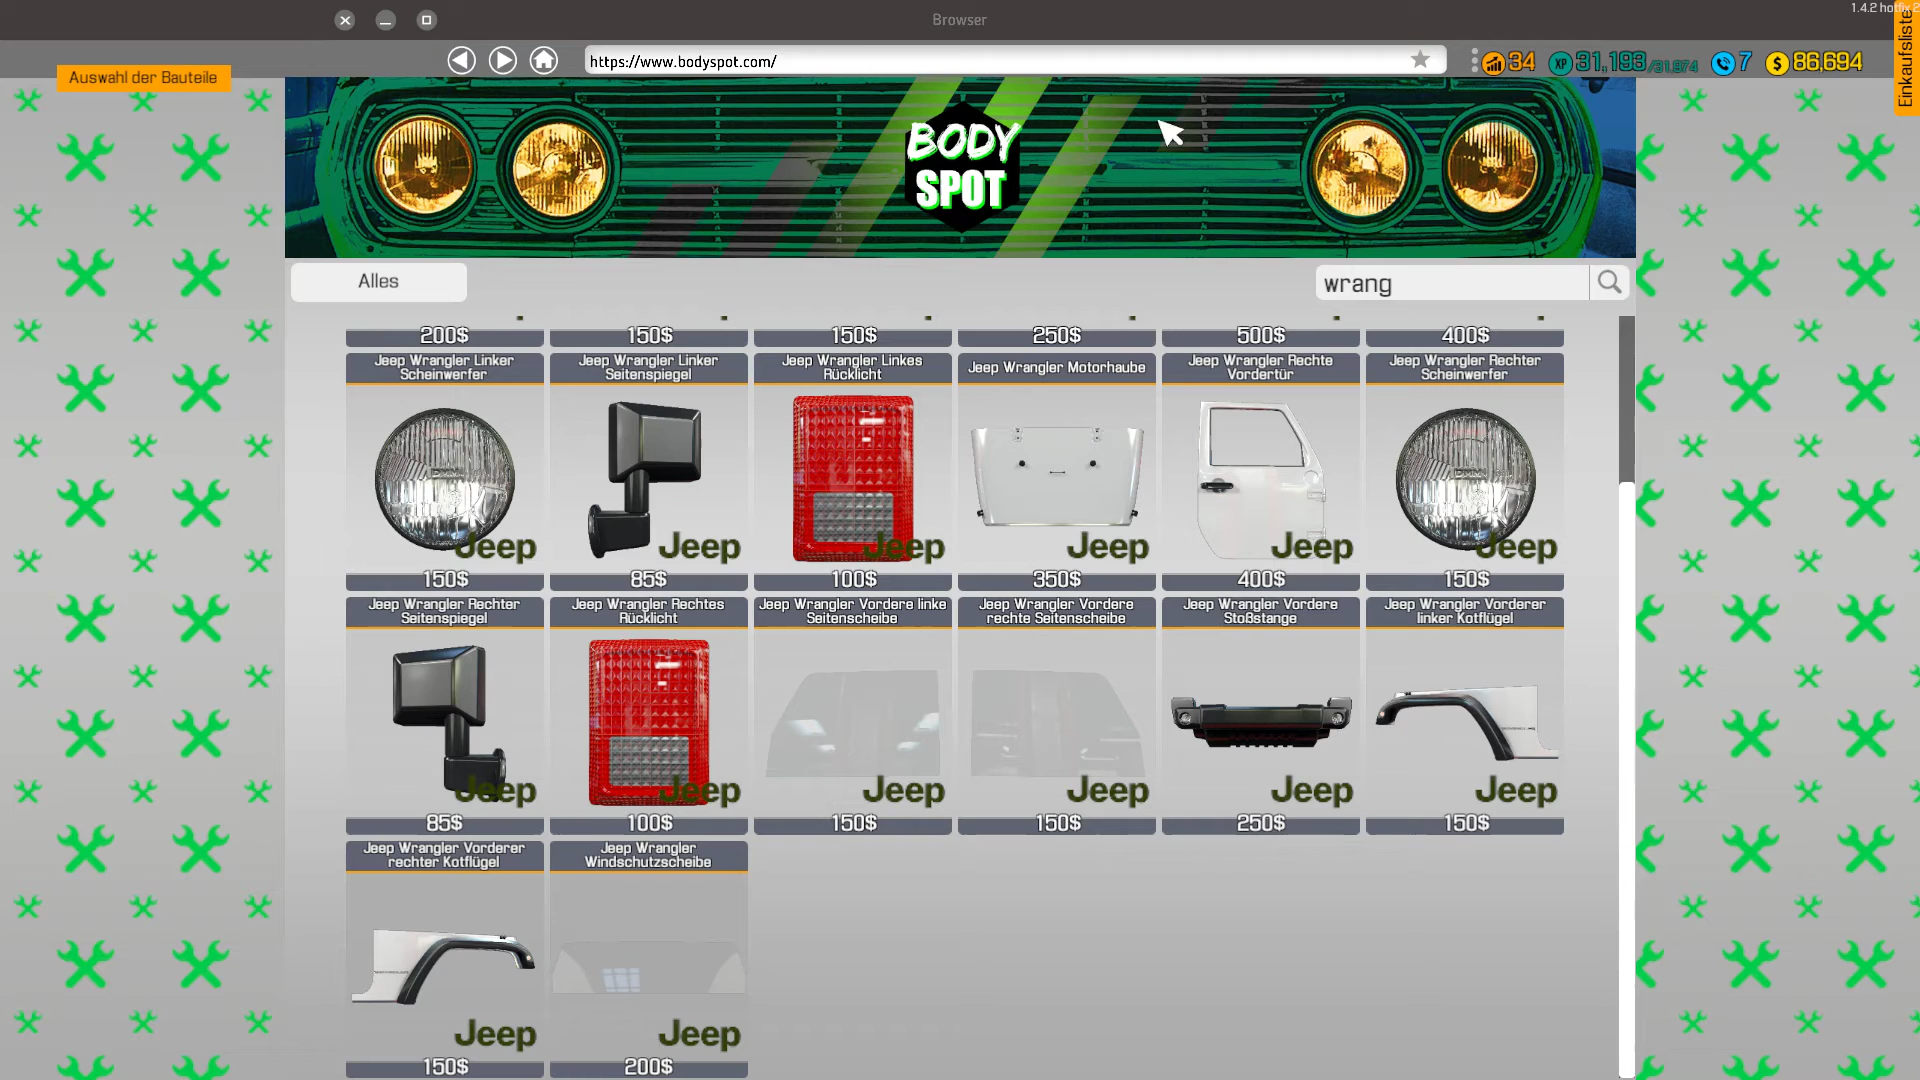 1.4.2 hotfix 2
Browser
https://www.bodyspot.com/
34
XP
31,193/31,974
7
$
86,694
Auswahl der Bauteile
Einkaufsliste
BODY
SPOT
Alles
wrang
200$
150$
150$
250$
500$
400$
Jeep Wrangler Linker
Scheinwerfer
Jeep
150$
Jeep Wrangler Linker
Seitenspiegel
Jeep
85$
Jeep Wrangler Linkes
Rücklicht
Jeep
100$
Jeep Wrangler Motorhaube
Jeep
350$
Jeep Wrangler Rechte
Vordertür
Jeep
400$
Jeep Wrangler Rechter
Scheinwerfer
Jeep
150$
Jeep Wrangler Rechter
Seitenspiegel
Jeep
85$
Jeep Wrangler Rechtes
Rücklicht
Jeep
100$
Jeep Wrangler Vordere linke
Seitenscheibe
Jeep
150$
Jeep Wrangler Vordere
rechte Seitenscheibe
Jeep
150$
Jeep Wrangler Vordere
Stoßstange
Jeep
250$
Jeep Wrangler Vorderer
linker Kotflügel
Jeep
150$
Jeep Wrangler Vorderer
rechter Kotflügel
Jeep
150$
Jeep Wrangler
Windschutzscheibe
Jeep
200$